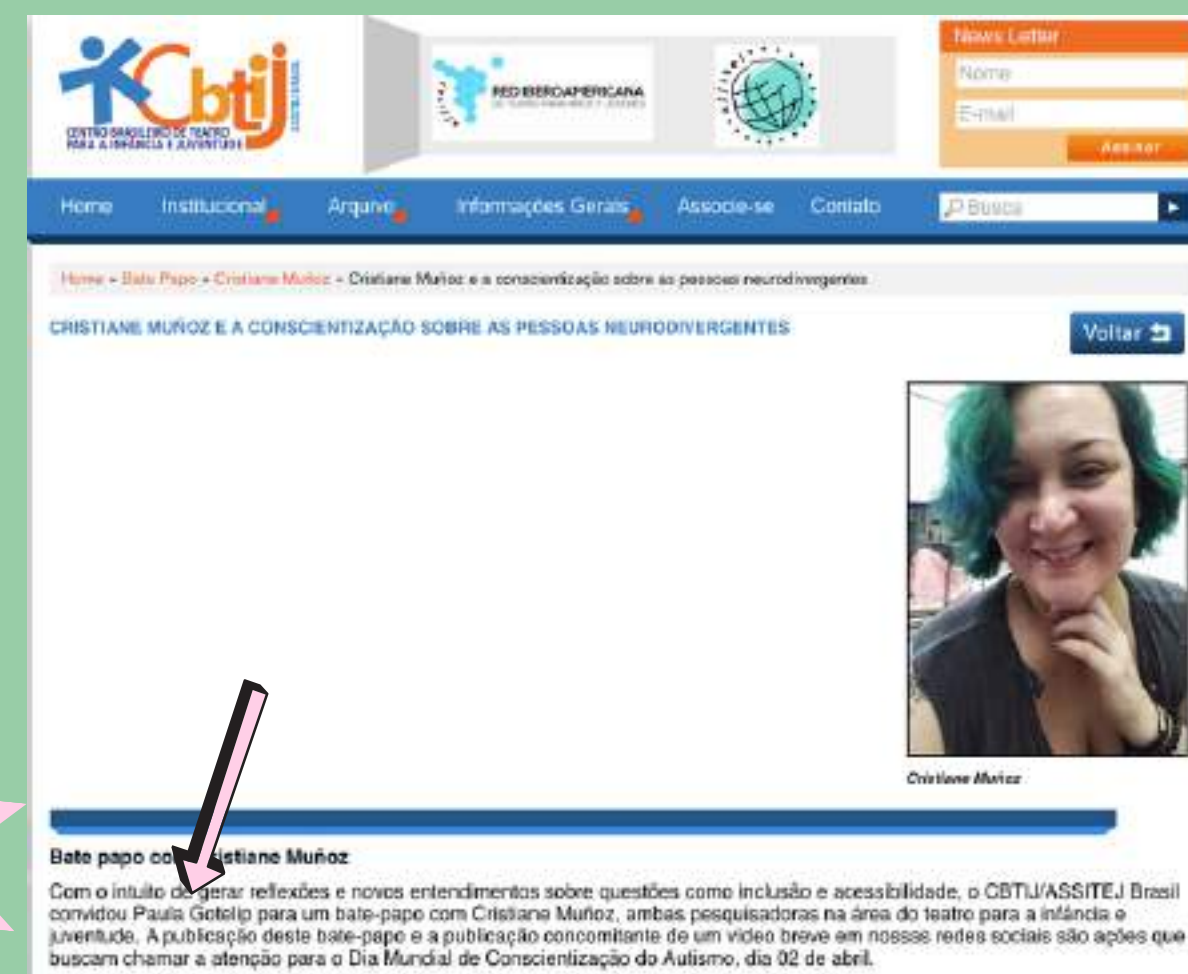 Cbtij
ASSITEJ BRASIL
CENTRO BRASILEIRO DE TEATRO
PARA A INFÂNCIA E JUVENTUDE
RED IBEROAMERICANA
News Letter
Nome
E-mail
Assinar
Home Institucional Arquivo Informações Gerais Associe-se Contato Busca
Home » Bate Papo » Cristiane Muñoz » Cristiane Muñoz e a conscientização sobre as pessoas neurodivergentes
CRISTIANE MUÑOZ E A CONSCIENTIZAÇÃO SOBRE AS PESSOAS NEURODIVERGENTES
Voltar
Cristiane Muñoz
Bate papo com Cristiane Muñoz
Com o intuito de gerar reflexões e novos entendimentos sobre questões como inclusão e acessibilidade, o CBTIJ/ASSITEJ Brasil
convidou Paula Gotelip para um bate-papo com Cristiane Muñoz, ambas pesquisadoras na área do teatro para a infância e
juventude. A publicação deste bate-papo e a publicação concomitante de um vídeo breve em nossas redes sociais são ações que
buscam chamar a atenção para o Dia Mundial de Conscientização do Autismo, dia 02 de abril.